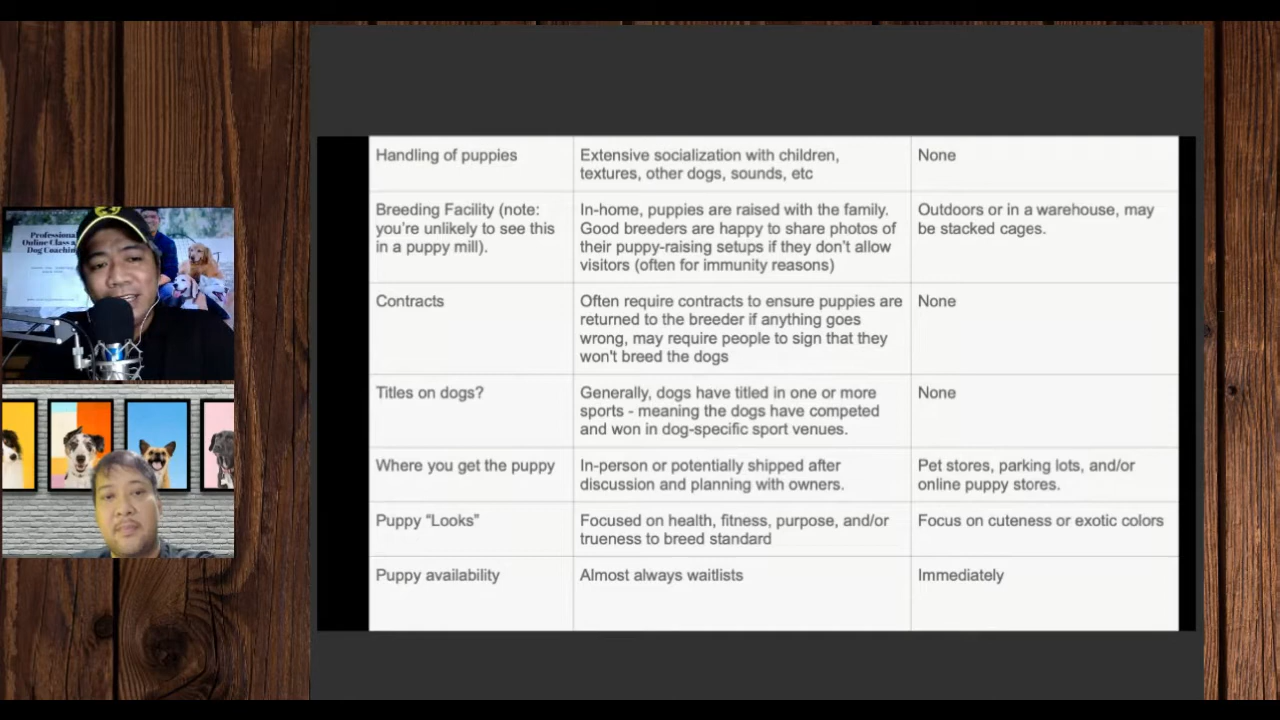 Professional
Online Class a
Dog Coachin
Handling of puppies
Extensive socialization with children,
textures, other dogs, sounds, etc
None
Breeding Facility (note:
you're unlikely to see this
in a puppy mill).
In-home, puppies are raised with the family.
Good breeders are happy to share photos of
their puppy-raising setups if they don't allow
visitors (often for immunity reasons)
Outdoors or in a warehouse, may
be stacked cages.
Contracts
Often require contracts to ensure puppies are
returned to the breeder if anything goes
wrong, may require people to sign that they
won't breed the dogs
None
Titles on dogs?
Generally, dogs have titled in one or more
sports - meaning the dogs have competed
and won in dog-specific sport venues.
None
Where you get the puppy
In-person or potentially shipped after
discussion and planning with owners.
Pet stores, parking lots, and/or
online puppy stores.
Puppy “Looks”
Focused on health, fitness, purpose, and/or
trueness to breed standard
Focus on cuteness or exotic colors
Puppy availability
Almost always waitlists
Immediately